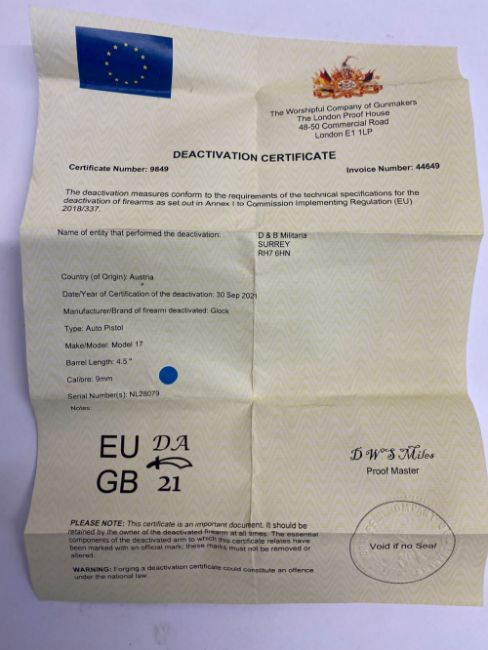 The Worshipful Company of Gunmakers
The London Proof House
48-50 Commercial Road
London E1 1LP
DEACTIVATION CERTIFICATE
Certificate Number: 9849
Invoice Number: 44649
The deactivation measures conform to the requirements of the technical specifications for the
deactivation of firearms as set out in Annex I to Commission Implementing Regulation (EU)
2018/337.
Name of entity that performed the deactivation:
D & B Militaria
SURREY
RH7 6HN
Country (of Origin): Austria
Date/Year of Certification of the deactivation: 30 Sep 2021
Manufacturer/Brand of firearm deactivated: Glock
Type: Auto Pistol
Make/Model: Model 17
Barrel Length: 4.5 "
Calibre: 9mm
Serial Number(s): NL28079
Notes:
EU DA
GB 21
D W S Miles
Proof Master
Void if no Seal
PLEASE NOTE: This certificate is an important document. It should be
retained by the owner of the deactivated firearm at all times. The essential
components of the deactivated arm to which this certificate relates have
been marked with an official mark; these marks must not be removed or
altered.
WARNING: Forging a deactivation certificate could constitute an offence
under the national law.